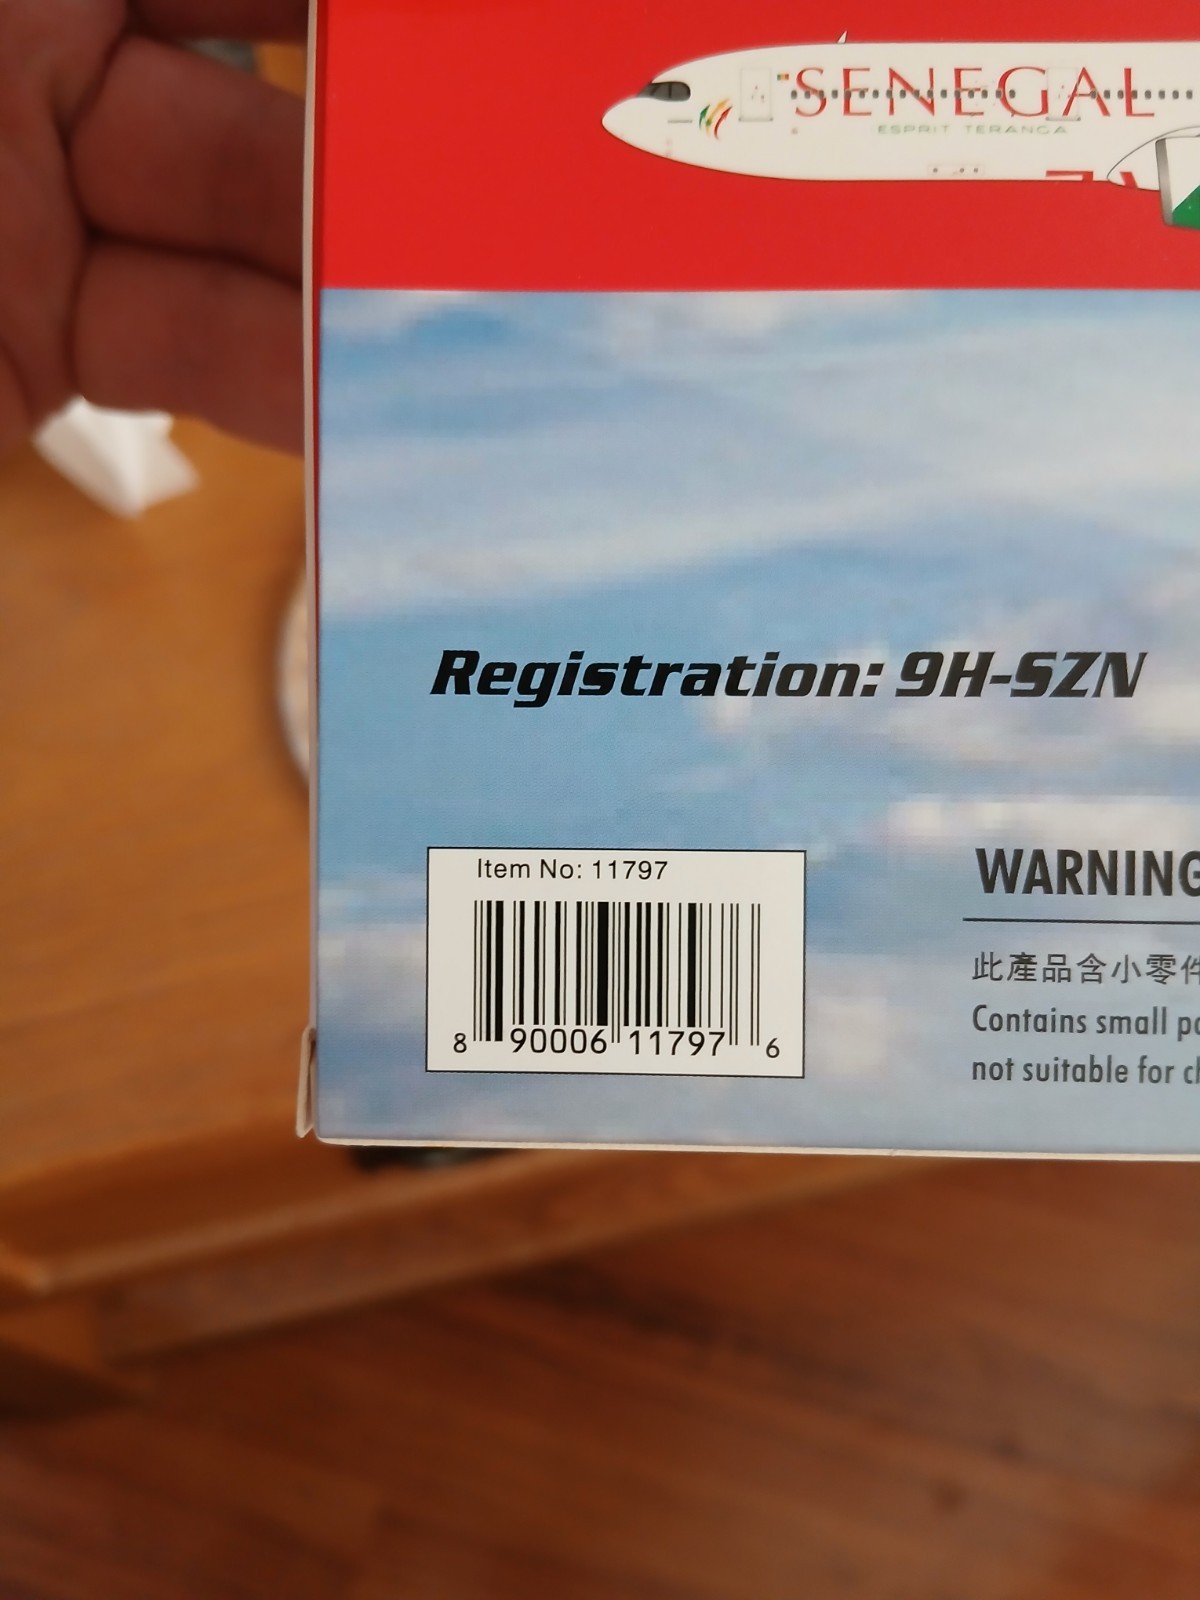 SENEGAL
ESPRIT TERANGA
Registration: 9H-SZN
Item No: 11797
8 90006 11797 6
WARNING
此產品含小零件
Contains small
not suitable for